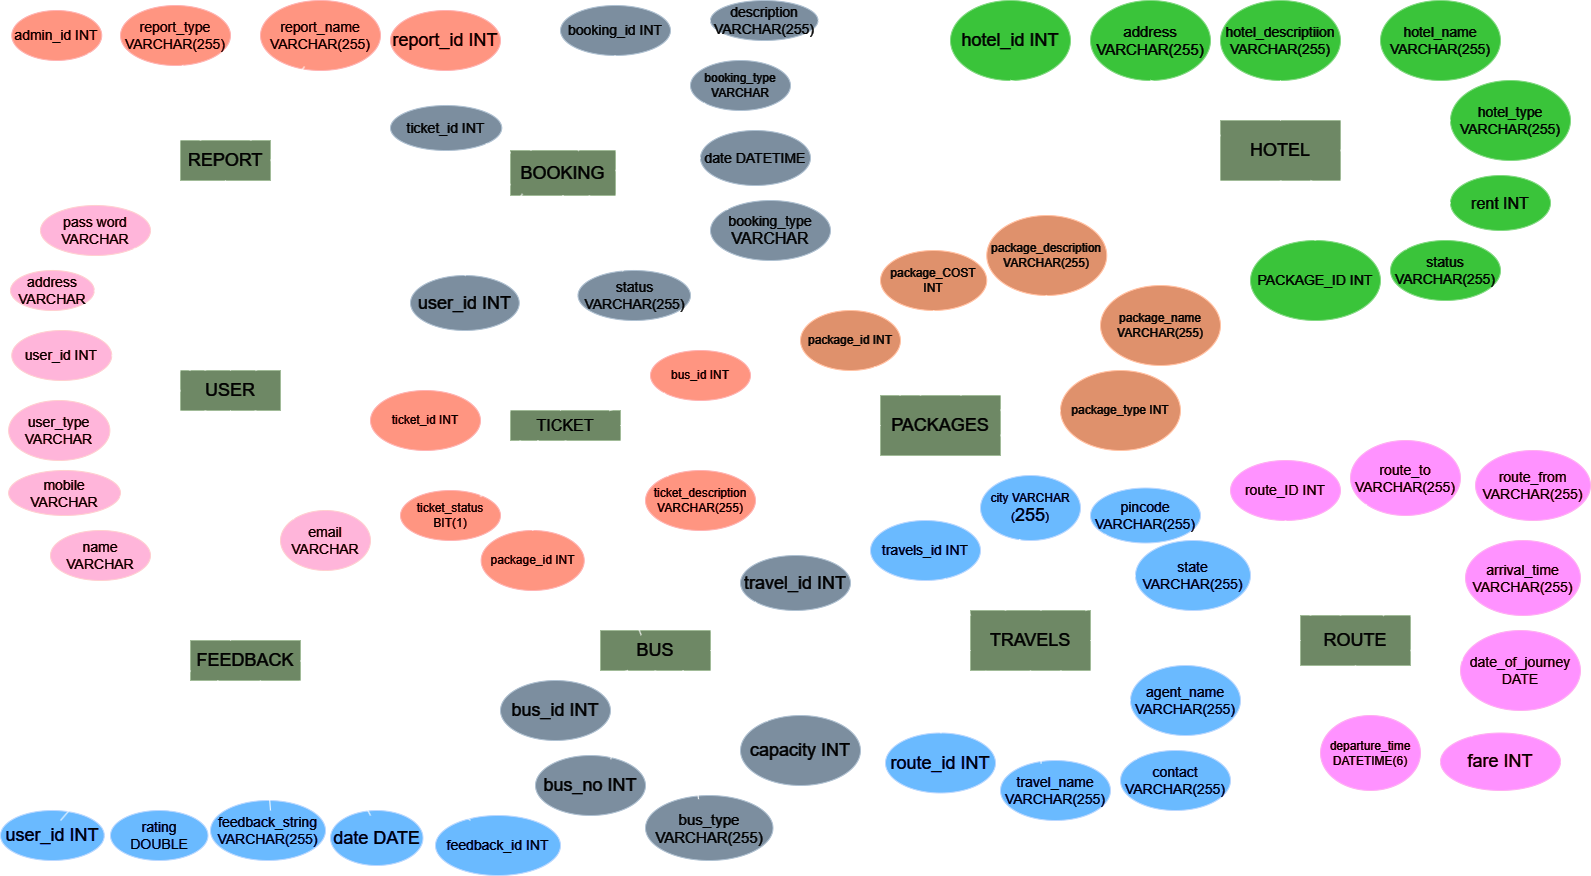 admin_id INT
report_type
VARCHAR(255)
report_name
VARCHAR(255)
report_id INT
booking_id INT
description
VARCHAR(255)
hotel_id INT
address
VARCHAR(255)
hotel_descriptiion
VARCHAR(255)
hotel_name
VARCHAR(255)
booking_type
VARCHAR
hotel_type
VARCHAR(255)
ticket_id INT
REPORT
BOOKING
date DATETIME
HOTEL
rent INT
pass word
VARCHAR
booking_type
VARCHAR
package_description
VARCHAR(255)
package_COST
INT
PACKAGE_ID INT
status
VARCHAR(255)
address
VARCHAR
user_id INT
status
VARCHAR(255)
package_name
VARCHAR(255)
package_id INT
user_id INT
USER
bus_id INT
package_type INT
user_type
VARCHAR
ticket_id INT
TICKET
PACKAGES
mobile
VARCHAR
ticket_status
BIT(1)
ticket_description
VARCHAR(255)
city VARCHAR
(255)
pincode
VARCHAR(255)
route_ID INT
route_to
VARCHAR(255)
route_from
VARCHAR(255)
name
VARCHAR
email
VARCHAR
package_id INT
travels_id INT
state
VARCHAR(255)
arrival_time
VARCHAR(255)
travel_id INT
FEEDBACK
BUS
TRAVELS
ROUTE
date_of_journey
DATE
bus_id INT
agent_name
VARCHAR(255)
capacity INT
departure_time
DATETIME(6)
fare INT
bus_no INT
route_id INT
travel_name
VARCHAR(255)
contact
VARCHAR(255)
user_id INT
rating
DOUBLE
feedback_string
VARCHAR(255)
date DATE
feedback_id INT
bus_type
VARCHAR(255)